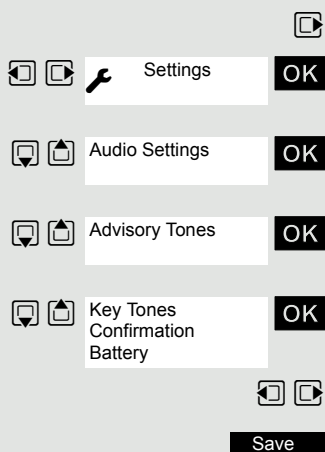 Settings OK
Audio Settings OK
Advisory Tones OK
Key Tones OK
Confirmation
Battery
Save